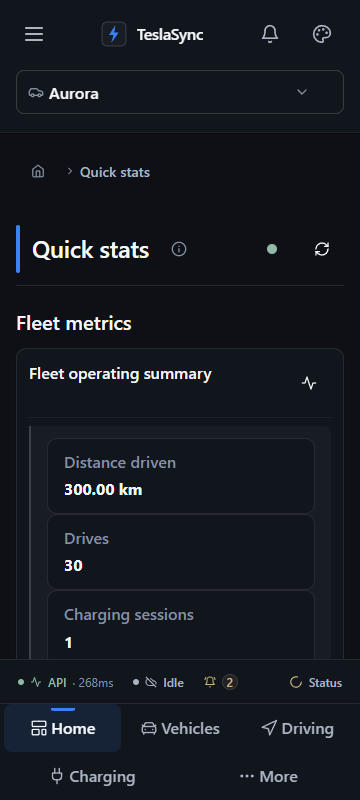 TeslaSync
Aurora
Quick stats
Quick stats
Fleet metrics
Fleet operating summary
Distance driven
300.00 km
Drives
30
Charging sessions
1
API · 268ms Idle 2 Status
Home Vehicles Driving
Charging More